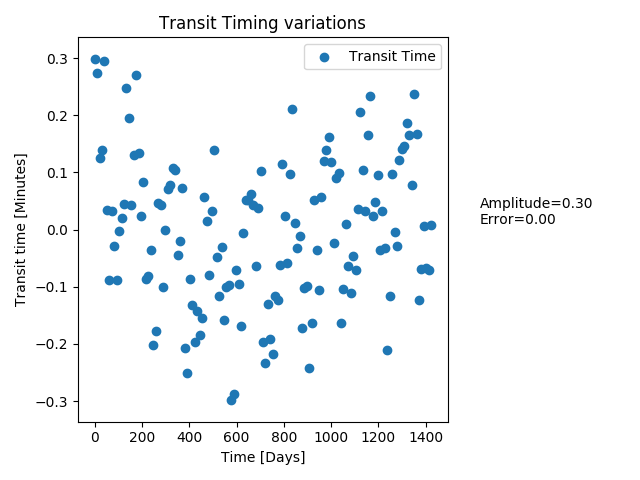 Transit Timing variations
Transit Time
Transit time [Minutes]
0.3
0.2
0.1
0.0
−0.1
−0.2
−0.3
0 200 400 600 800 1000 1200 1400
Time [Days]
Amplitude=0.30
Error=0.00